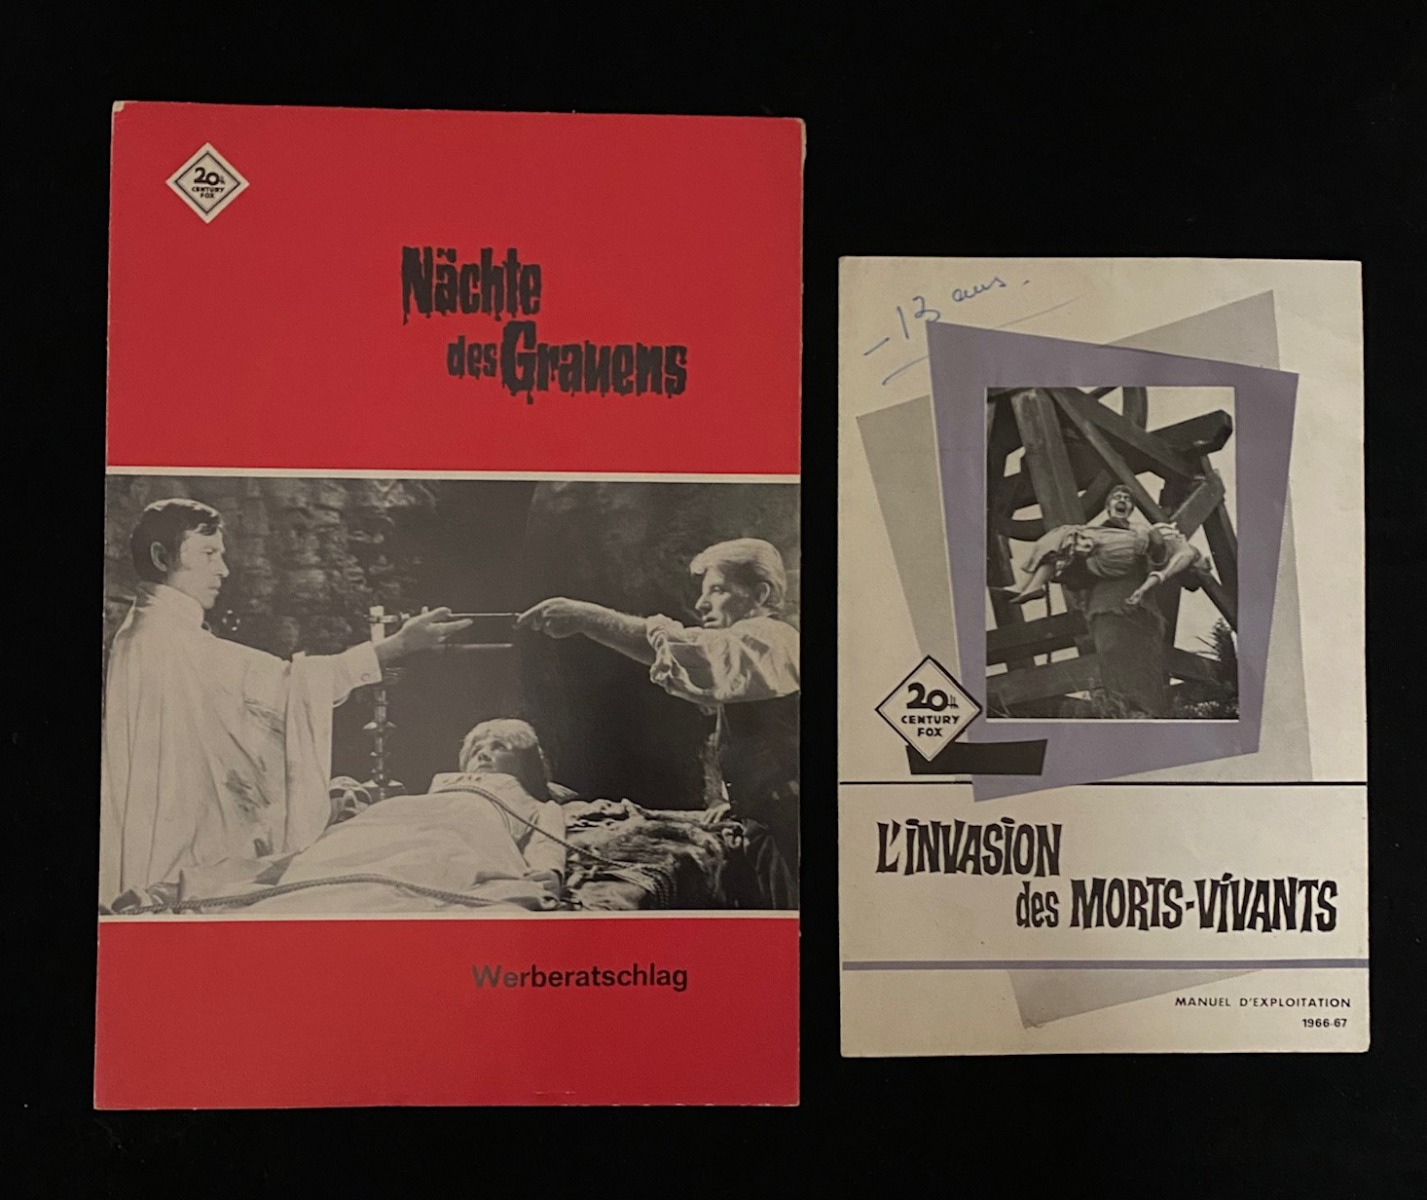 20th
CENTURY
FOX
Nächte
des Grauens
Werberatschlag
- 13 ans.
20th
CENTURY
FOX
L'iNVASiON
des MORTS-ViVANTS
MANUEL D'EXPLOITATION
1966-67